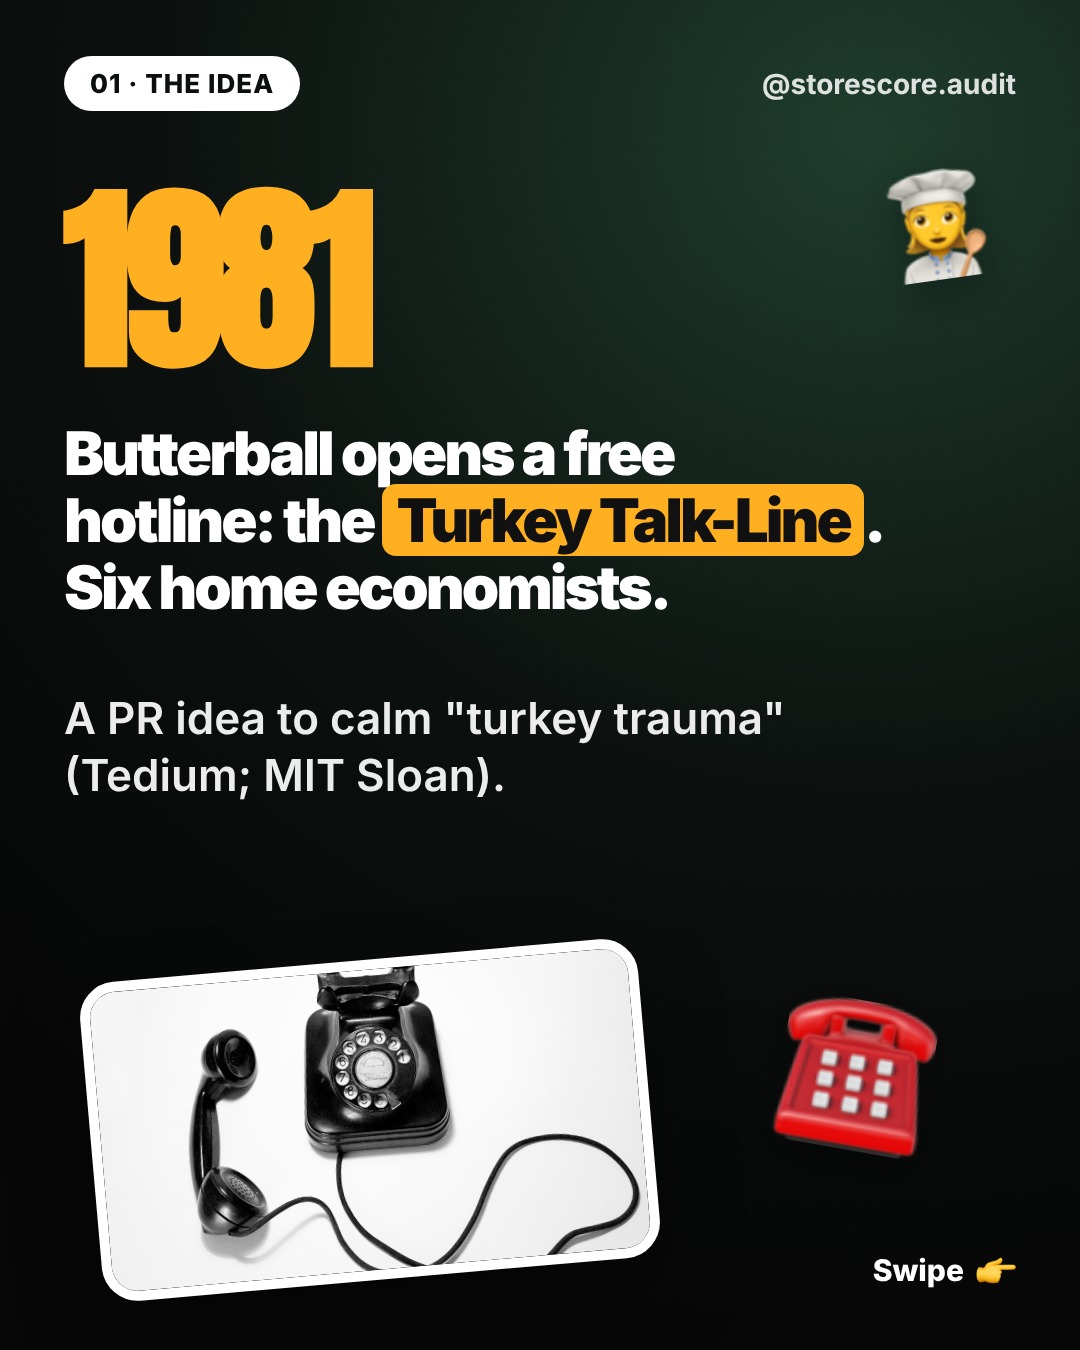 01 · THE IDEA
@storescore.audit
1981
Butterball opens a free
hotline: the Turkey Talk-Line.
Six home economists.
A PR idea to calm "turkey trauma"
(Tedium; MIT Sloan).
Swipe 👉